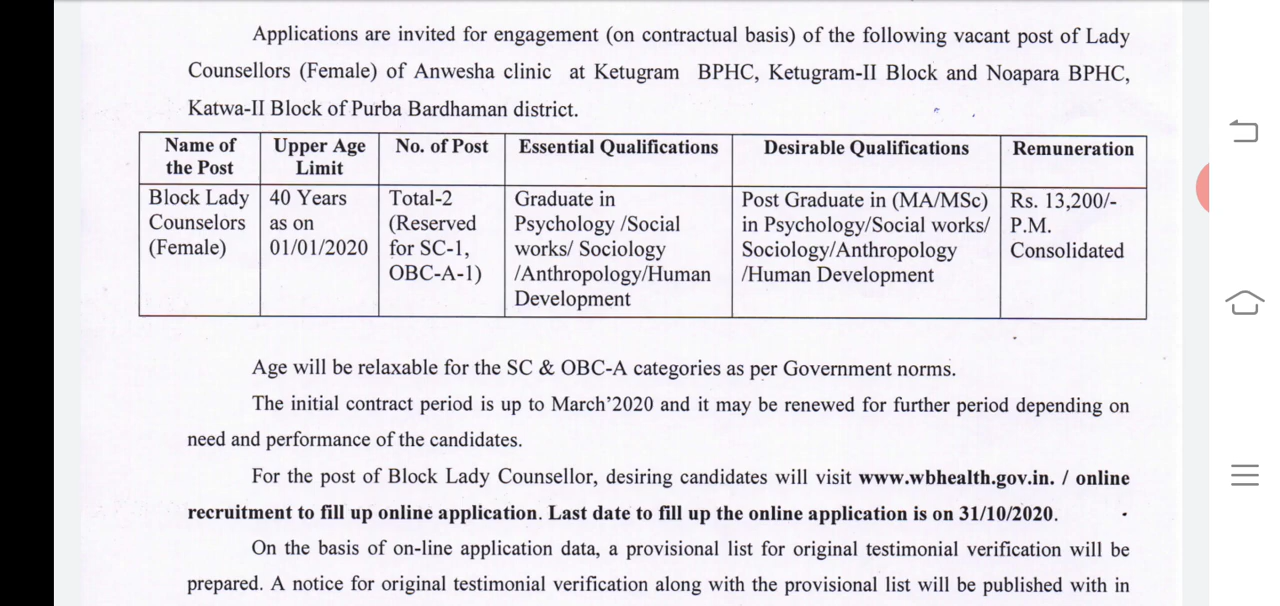 Applications are invited for engagement (on contractual basis) of the following vacant post of Lady
Counsellors (Female) of Anwesha clinic at Ketugram BPHC, Ketugram-II Block and Noapara BPHC,
Katwa-II Block of Purba Bardhaman district.
Name of the Post | Upper Age Limit | No. of Post | Essential Qualifications | Desirable Qualifications | Remuneration
Block Lady Counselors (Female) | 40 Years as on 01/01/2020 | Total-2 (Reserved for SC-1, OBC-A-1) | Graduate in Psychology /Social works/ Sociology /Anthropology/Human Development | Post Graduate in (MA/MSc) in Psychology/Social works/ Sociology/Anthropology /Human Development | Rs. 13,200/- P.M. Consolidated
Age will be relaxable for the SC & OBC-A categories as per Government norms.
The initial contract period is up to March’2020 and it may be renewed for further period depending on
need and performance of the candidates.
For the post of Block Lady Counsellor, desiring candidates will visit www.wbhealth.gov.in. / online
recruitment to fill up online application. Last date to fill up the online application is on 31/10/2020.
On the basis of on-line application data, a provisional list for original testimonial verification will be
prepared. A notice for original testimonial verification along with the provisional list will be published with in